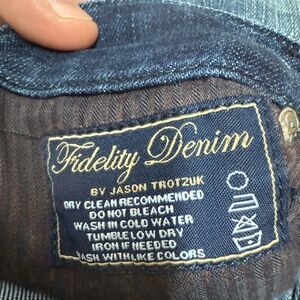 Fidelity Denim
BY JASON TROTZUK
DRY CLEAN RECOMMENDED
DO NOT BLEACH
WASH IN COLD WATER
TUMBLE LOW DRY
IRON IF NEEDED
WASH WITH LIKE COLORS